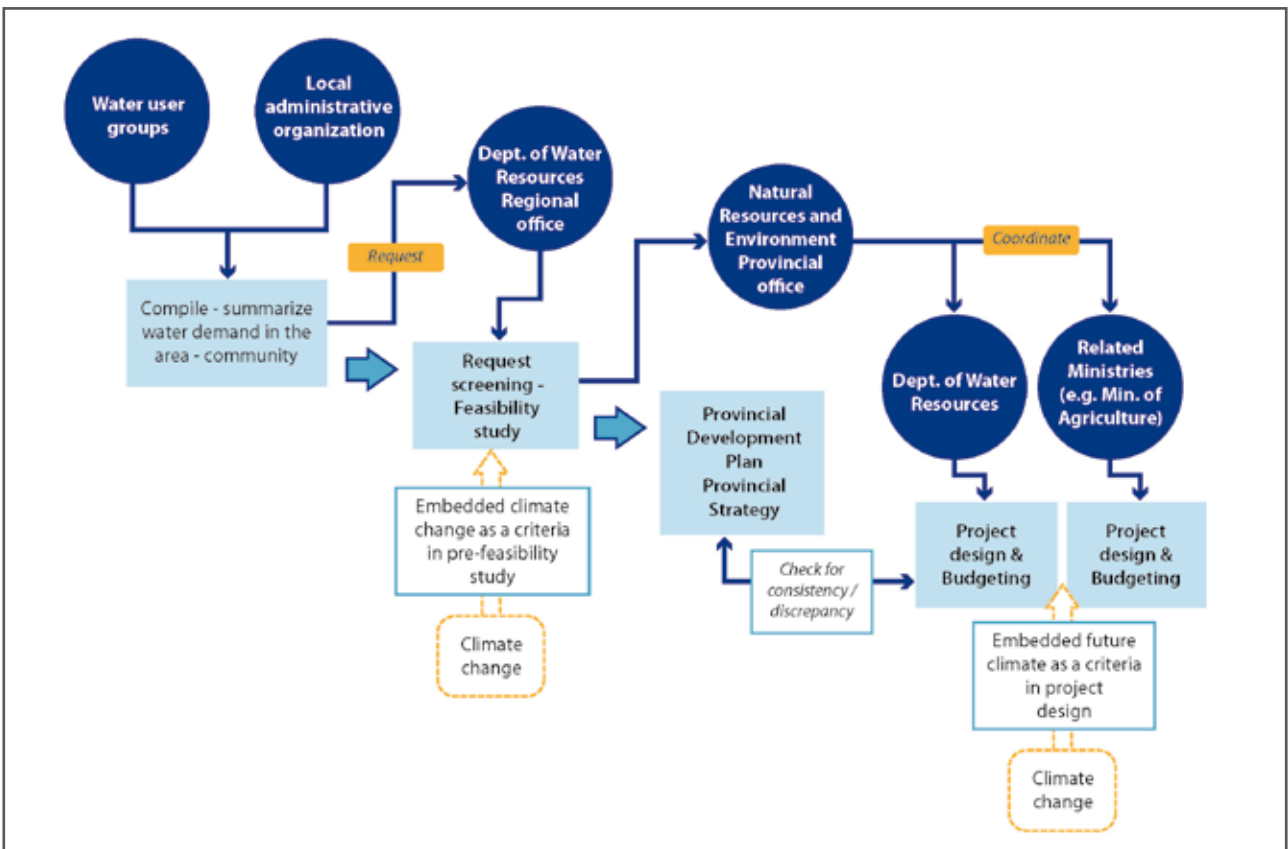 Water user
groups
Local
administrative
organization
Dept. of Water
Resources
Regional
office
Natural
Resources and
Environment
Provincial
office
Coordinate
Request
Compile - summarize
water demand in the
area - community
Request
screening -
Feasibility
study
Dept. of Water
Resources
Related
Ministries
(e.g. Min. of
Agriculture)
Provincial
Development
Plan
Provincial
Strategy
Embedded climate
change as a criteria
in pre-feasibility
study
Project
design &
Budgeting
Project
design &
Budgeting
Check for
consistency /
discrepancy
Climate
change
Embedded future
climate as a criteria
in project
design
Climate
change